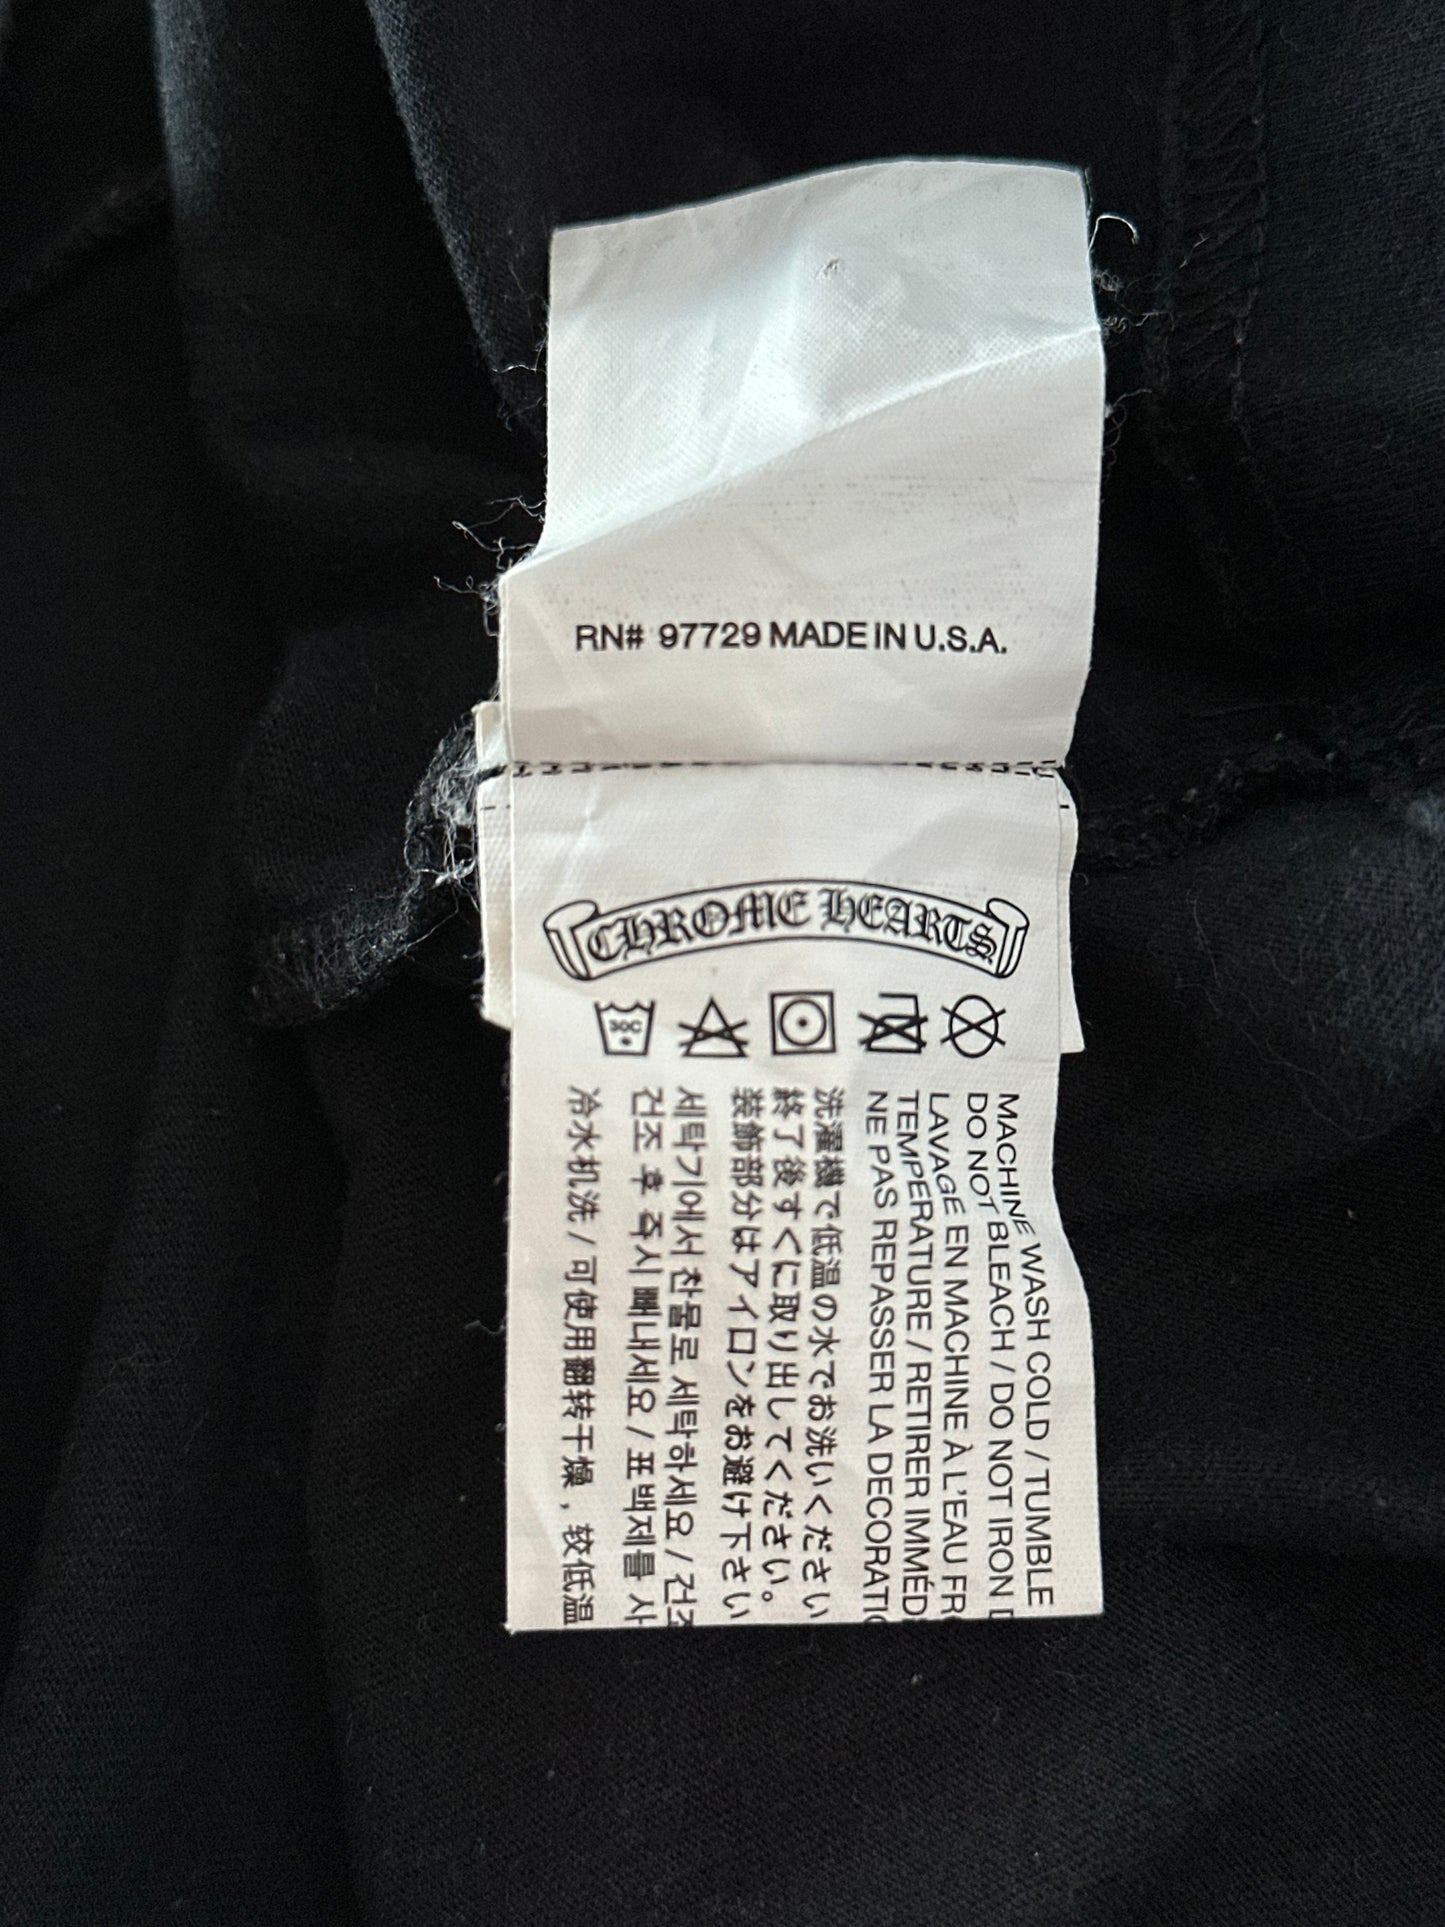 RN# 97729 MADE IN U.S.A.
CHROME HEARTS
30C
MACHINE WASH COLD / TUMBLE
DO NOT BLEACH / DO NOT IRON
LAVAGE EN MACHINE À L'EAU FR
TEMPERATURE / RETIRER IMMÉD
NE PAS REPASSER LA DECORATI
洗濯機で低温の水でお洗いください
終了後すぐに取り出してください。
装飾部分はアイロンをお避け下さい
세탁기에서 찬물로 세탁하세요 / 건조
건조 후 즉시 빼내세요 / 표백제를 사
冷水机洗 / 可使用翻转干燥，较低温